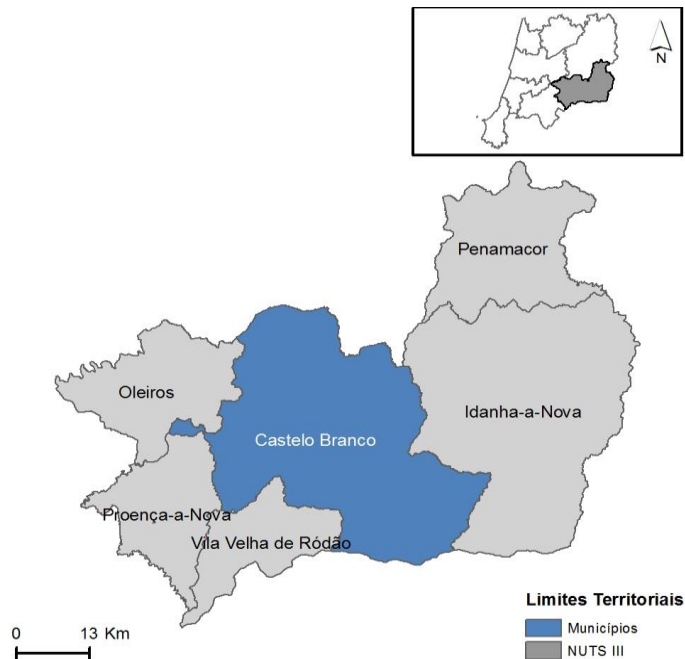 N
Penamacor
Oleiros
Idanha-a-Nova
Castelo Branco
Proença-a-Nova
Vila Velha de Ródão
Limites Territoriais
0 13 Km
Municípios
NUTS III